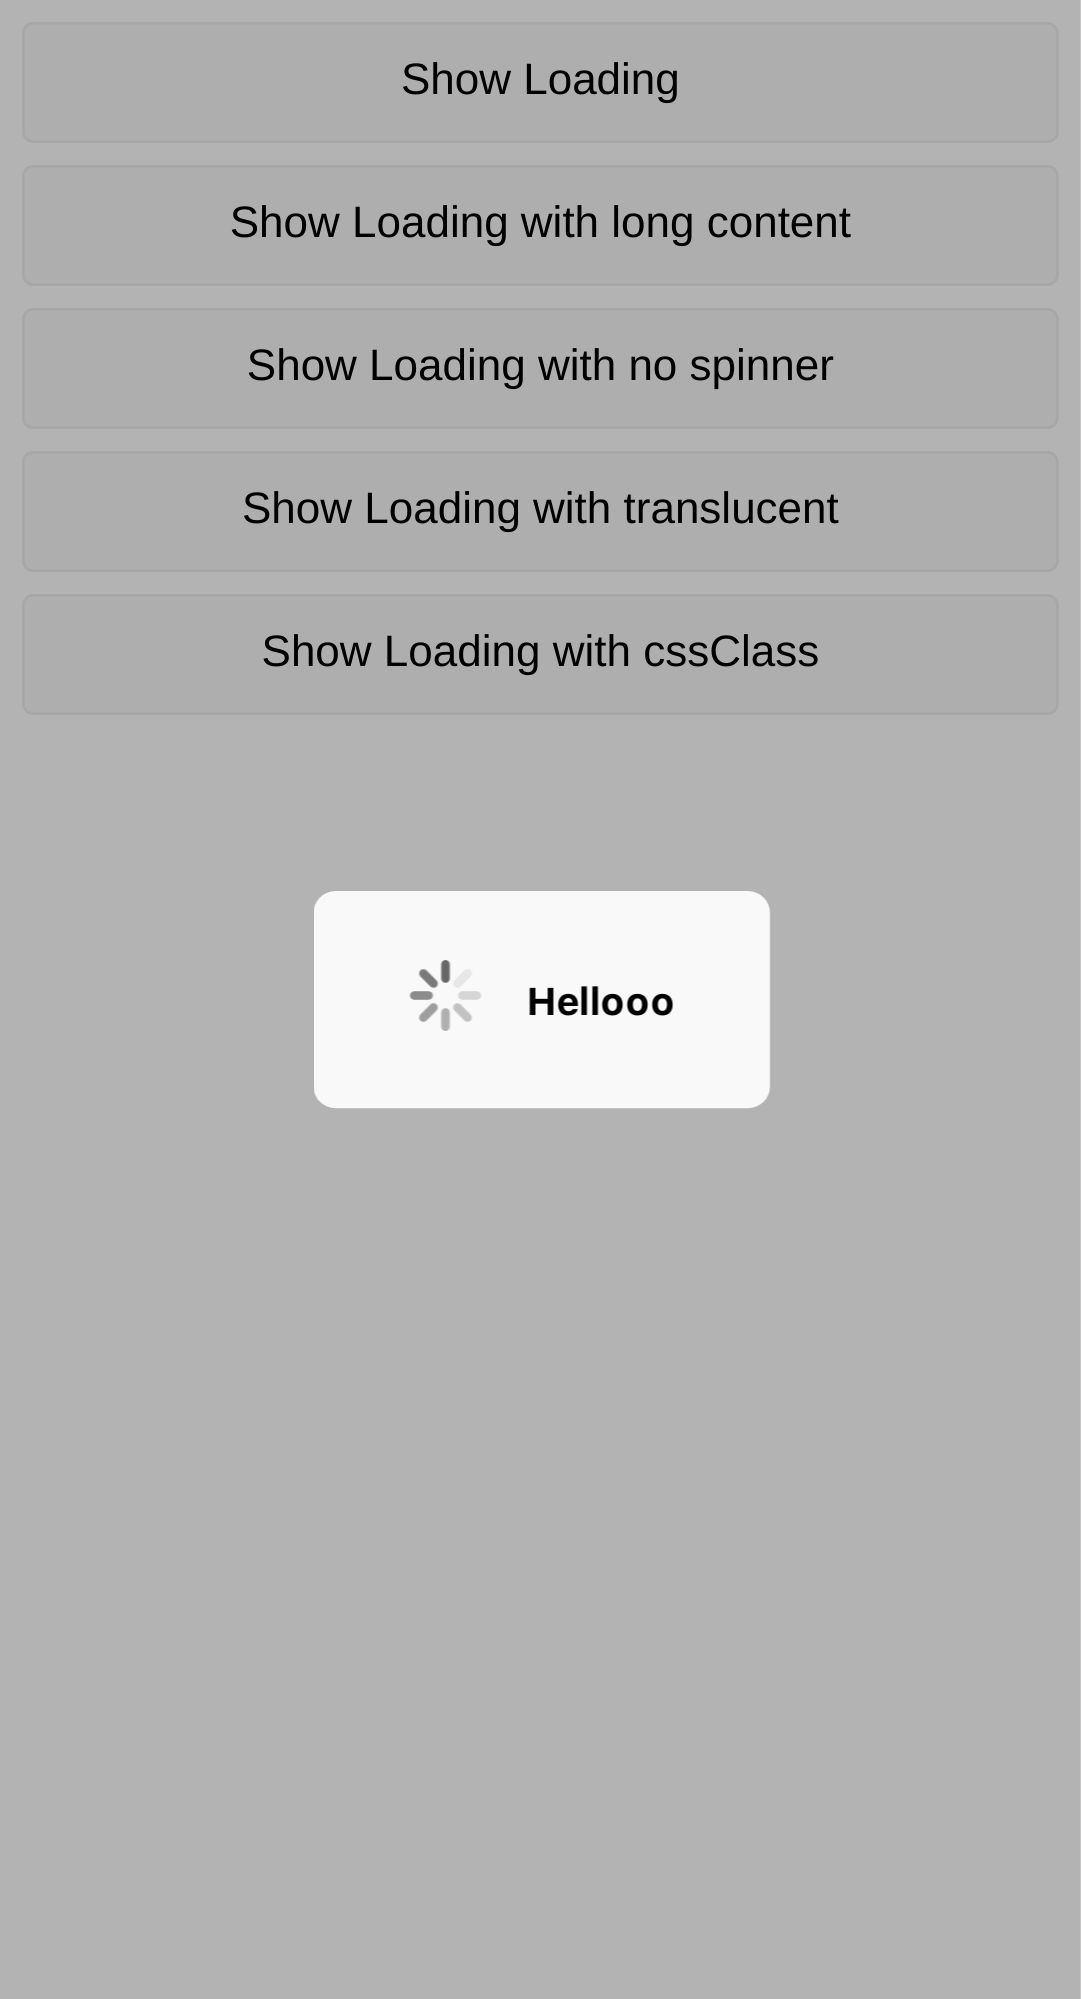 Show Loading
Show Loading with long content
Show Loading with no spinner
Show Loading with translucent
Show Loading with cssClass
Hellooo